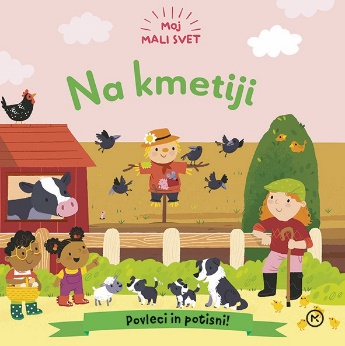 Moj
MALI SVET
Na kmetiji
Povleci in potisni!